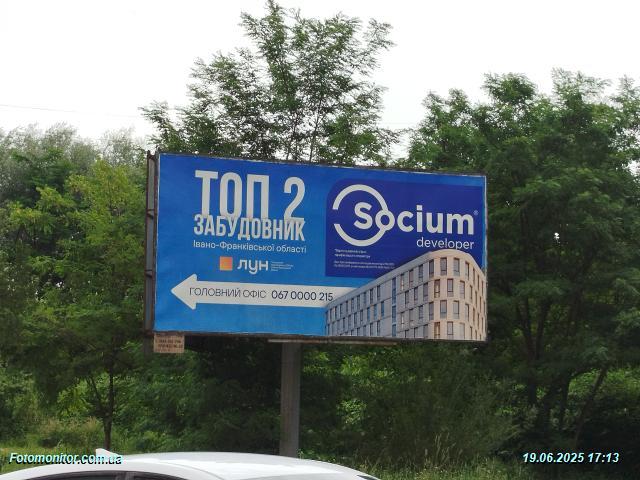 ТОП 2
ЗАБУДОВНИК
Івано-Франківської області
лун
ГОЛОВНИЙ ОФІС 067 0000 215
Socium®
developer
Fotomonitor.com.ua
19.06.2025 17:13